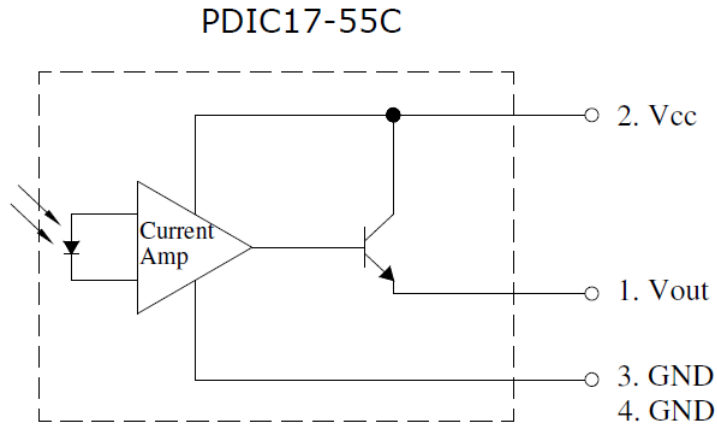 PDIC17-55C
2. Vcc
Current
Amp
1. Vout
3. GND
4. GND